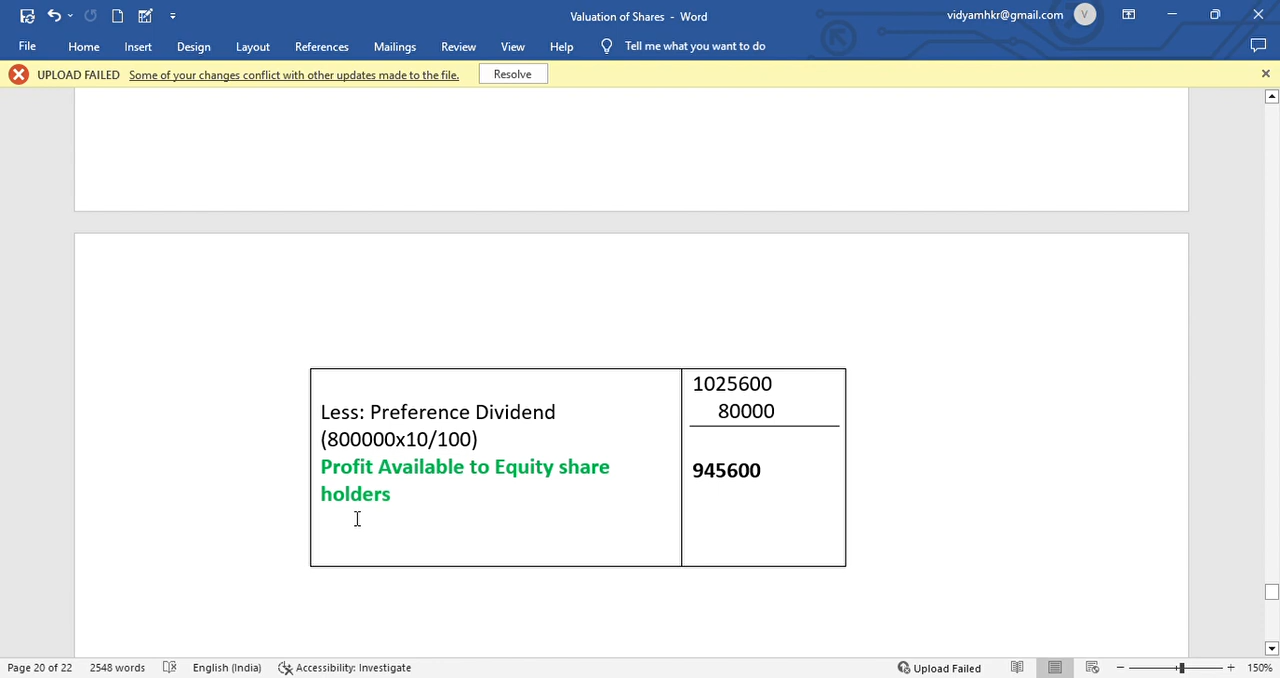 Valuation of Shares - Word
vidyamhkr@gmail.com V
File Home Insert Design Layout References Mailings Review View Help Tell me what you want to do
UPLOAD FAILED Some of your changes conflict with other updates made to the file. Resolve
1025600
Less: Preference Dividend 80000
(800000x10/100)
Profit Available to Equity share 945600
holders
Page 20 of 22 2548 words English (India) Accessibility: Investigate Upload Failed 150%